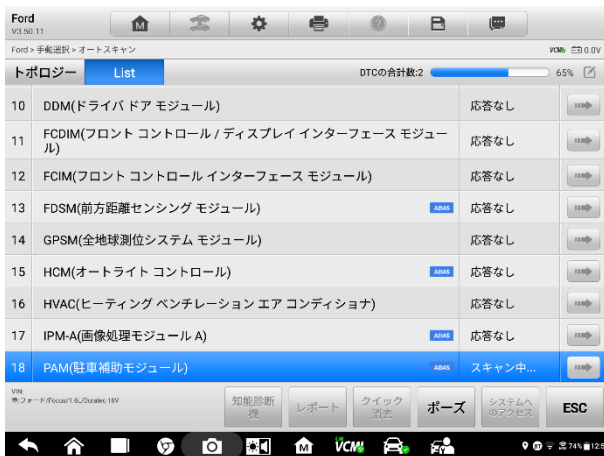 Ford
V3.50.11
Ford > 手動選択 > オートスキャン
VCMI 0.0V
トポロジー List DTCの合計数:2 65%
10 DDM(ドライバ ドア モジュール) 応答なし
11 FCDIM(フロント コントロール / ディスプレイ インターフェース モジュー
ル) 応答なし
12 FCIM(フロント コントロール インターフェース モジュール) 応答なし
13 FDSM(前方距離センシング モジュール) ADAS 応答なし
14 GPSM(全地球測位システム モジュール) 応答なし
15 HCM(オートライト コントロール) ADAS 応答なし
16 HVAC(ヒーティング ベンチレーション エア コンディショナ) 応答なし
17 IPM-A(画像処理モジュール A) ADAS 応答なし
18 PAM(駐車補助モジュール) ADAS スキャン中...
VIN:
車:フォード/Focus/1.6L/Duratec 16V
知能診断 レポート クイック ポーズ システムへ ESC
消去 のアクセス
M VCMI 74% 12:5